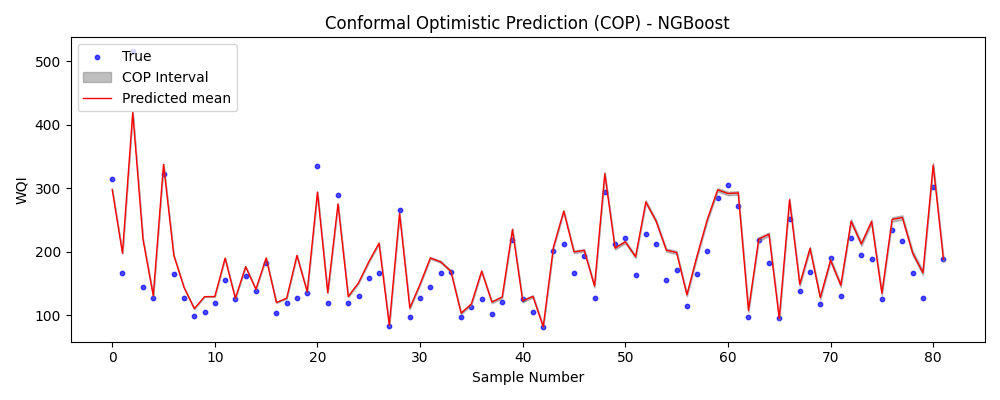 Conformal Optimistic Prediction (COP) - NGBoost
True
COP Interval
Predicted mean
WQI
500
400
300
200
100
0 10 20 30 40 50 60 70 80
Sample Number